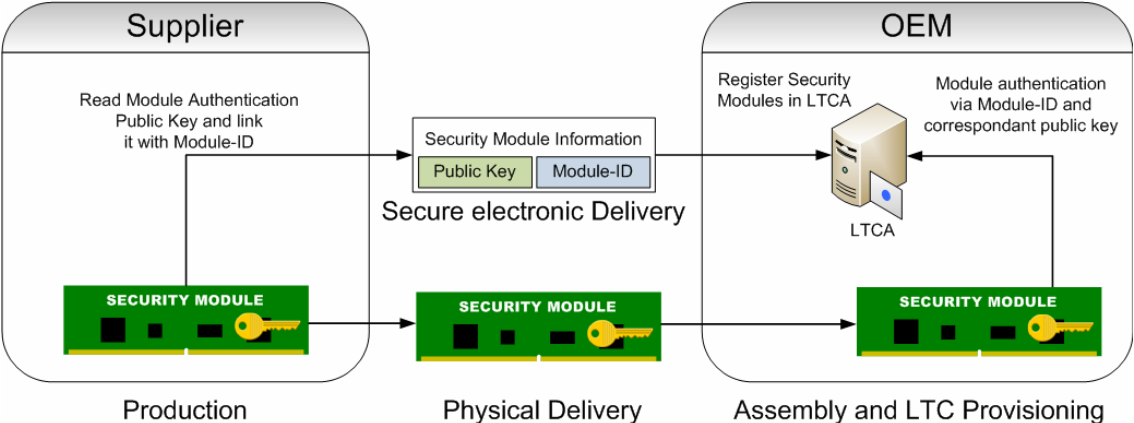 Supplier
OEM
Read Module Authentication
Public Key and link
it with Module-ID
Security Module Information
Public Key
Module-ID
Secure electronic Delivery
Register Security
Modules in LTCA
Module authentication
via Module-ID and
correspondant public key
LTCA
SECURITY MODULE
SECURITY MODULE
SECURITY MODULE
Production
Physical Delivery
Assembly and LTC Provisioning